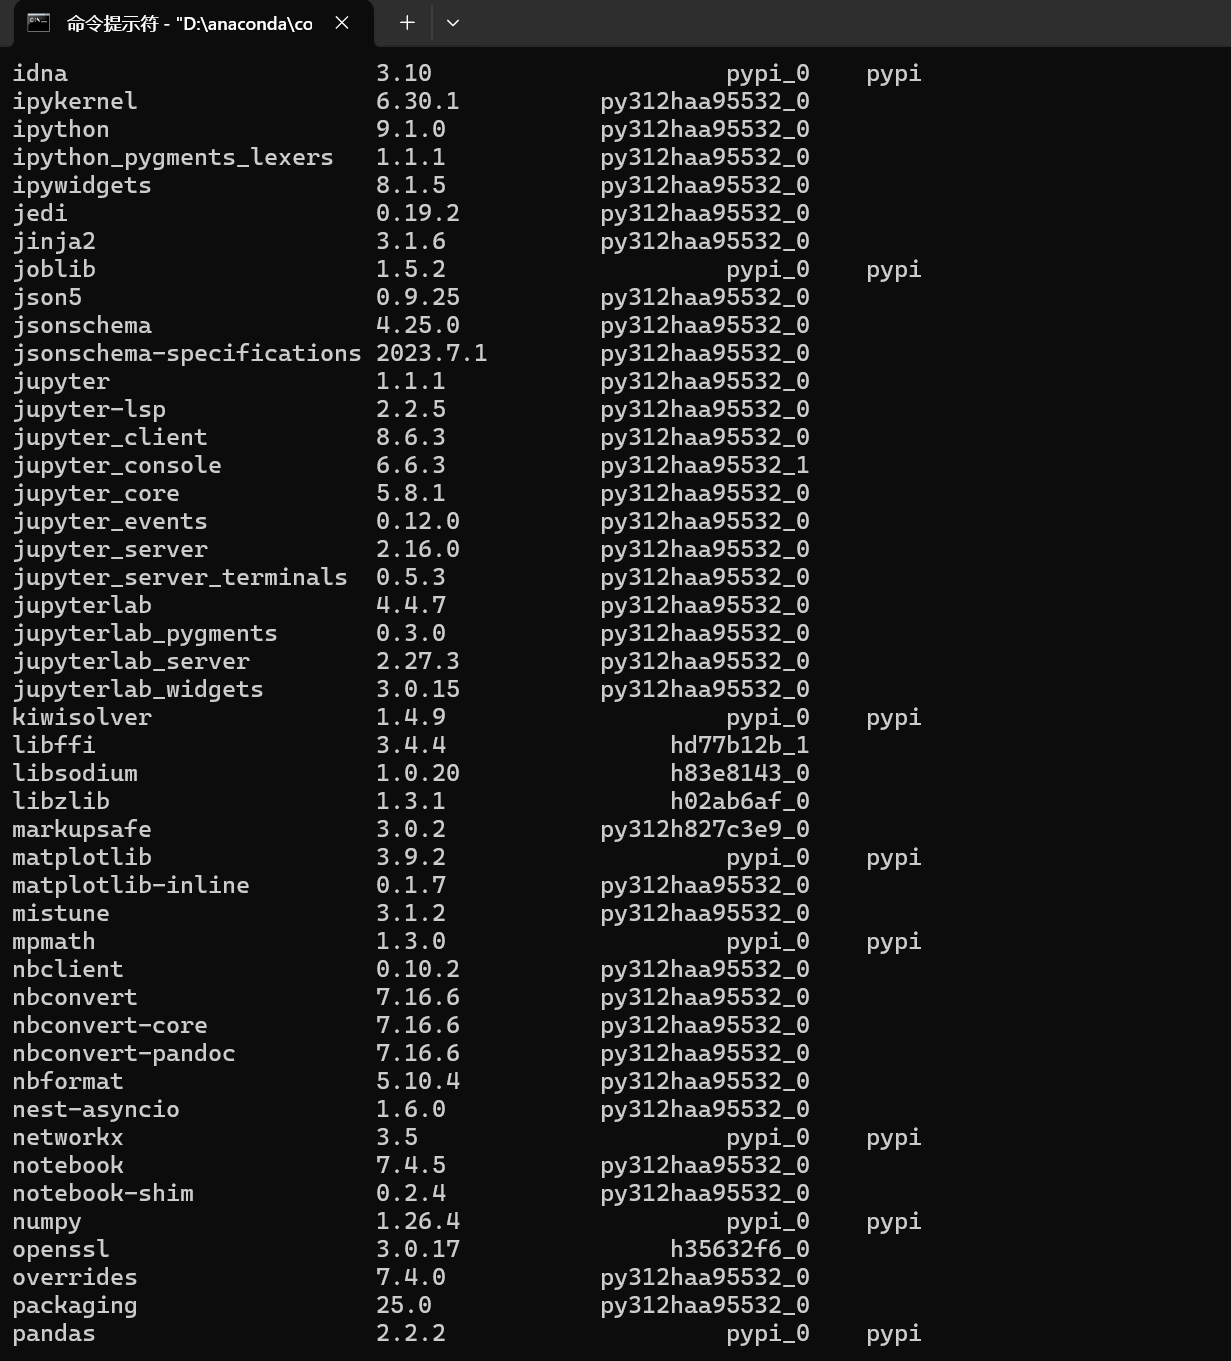 命令提示符 - "D:\anaconda\co
idna 3.10 pypi_0 pypi
ipykernel 6.30.1 py312haa95532_0
ipython 9.1.0 py312haa95532_0
ipython_pygments_lexers 1.1.1 py312haa95532_0
ipywidgets 8.1.5 py312haa95532_0
jedi 0.19.2 py312haa95532_0
jinja2 3.1.6 py312haa95532_0
joblib 1.5.2 pypi_0 pypi
json5 0.9.25 py312haa95532_0
jsonschema 4.25.0 py312haa95532_0
jsonschema-specifications 2023.7.1 py312haa95532_0
jupyter 1.1.1 py312haa95532_0
jupyter-lsp 2.2.5 py312haa95532_0
jupyter_client 8.6.3 py312haa95532_0
jupyter_console 6.6.3 py312haa95532_1
jupyter_core 5.8.1 py312haa95532_0
jupyter_events 0.12.0 py312haa95532_0
jupyter_server 2.16.0 py312haa95532_0
jupyter_server_terminals 0.5.3 py312haa95532_0
jupyterlab 4.4.7 py312haa95532_0
jupyterlab_pygments 0.3.0 py312haa95532_0
jupyterlab_server 2.27.3 py312haa95532_0
jupyterlab_widgets 3.0.15 py312haa95532_0
kiwisolver 1.4.9 pypi_0 pypi
libffi 3.4.4 hd77b12b_1
libsodium 1.0.20 h83e8143_0
libzlib 1.3.1 h02ab6af_0
markupsafe 3.0.2 py312h827c3e9_0
matplotlib 3.9.2 pypi_0 pypi
matplotlib-inline 0.1.7 py312haa95532_0
mistune 3.1.2 py312haa95532_0
mpmath 1.3.0 pypi_0 pypi
nbclient 0.10.2 py312haa95532_0
nbconvert 7.16.6 py312haa95532_0
nbconvert-core 7.16.6 py312haa95532_0
nbconvert-pandoc 7.16.6 py312haa95532_0
nbformat 5.10.4 py312haa95532_0
nest-asyncio 1.6.0 py312haa95532_0
networkx 3.5 pypi_0 pypi
notebook 7.4.5 py312haa95532_0
notebook-shim 0.2.4 py312haa95532_0
numpy 1.26.4 pypi_0 pypi
openssl 3.0.17 h35632f6_0
overrides 7.4.0 py312haa95532_0
packaging 25.0 py312haa95532_0
pandas 2.2.2 pypi_0 pypi